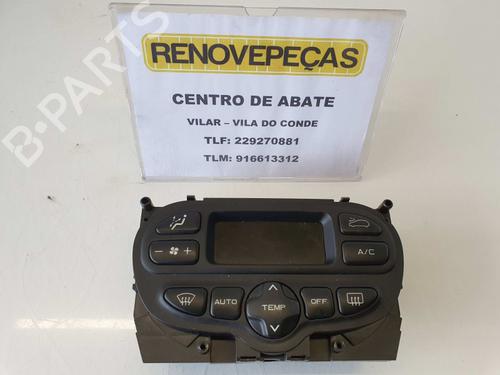 RENOVEPEÇAS
CENTRO DE ABATE
VILAR – VILA DO CONDE
TLF: 229270881
TLM: 916613312
B-PARTS
– +
A/C
AUTO
TEMP
OFF